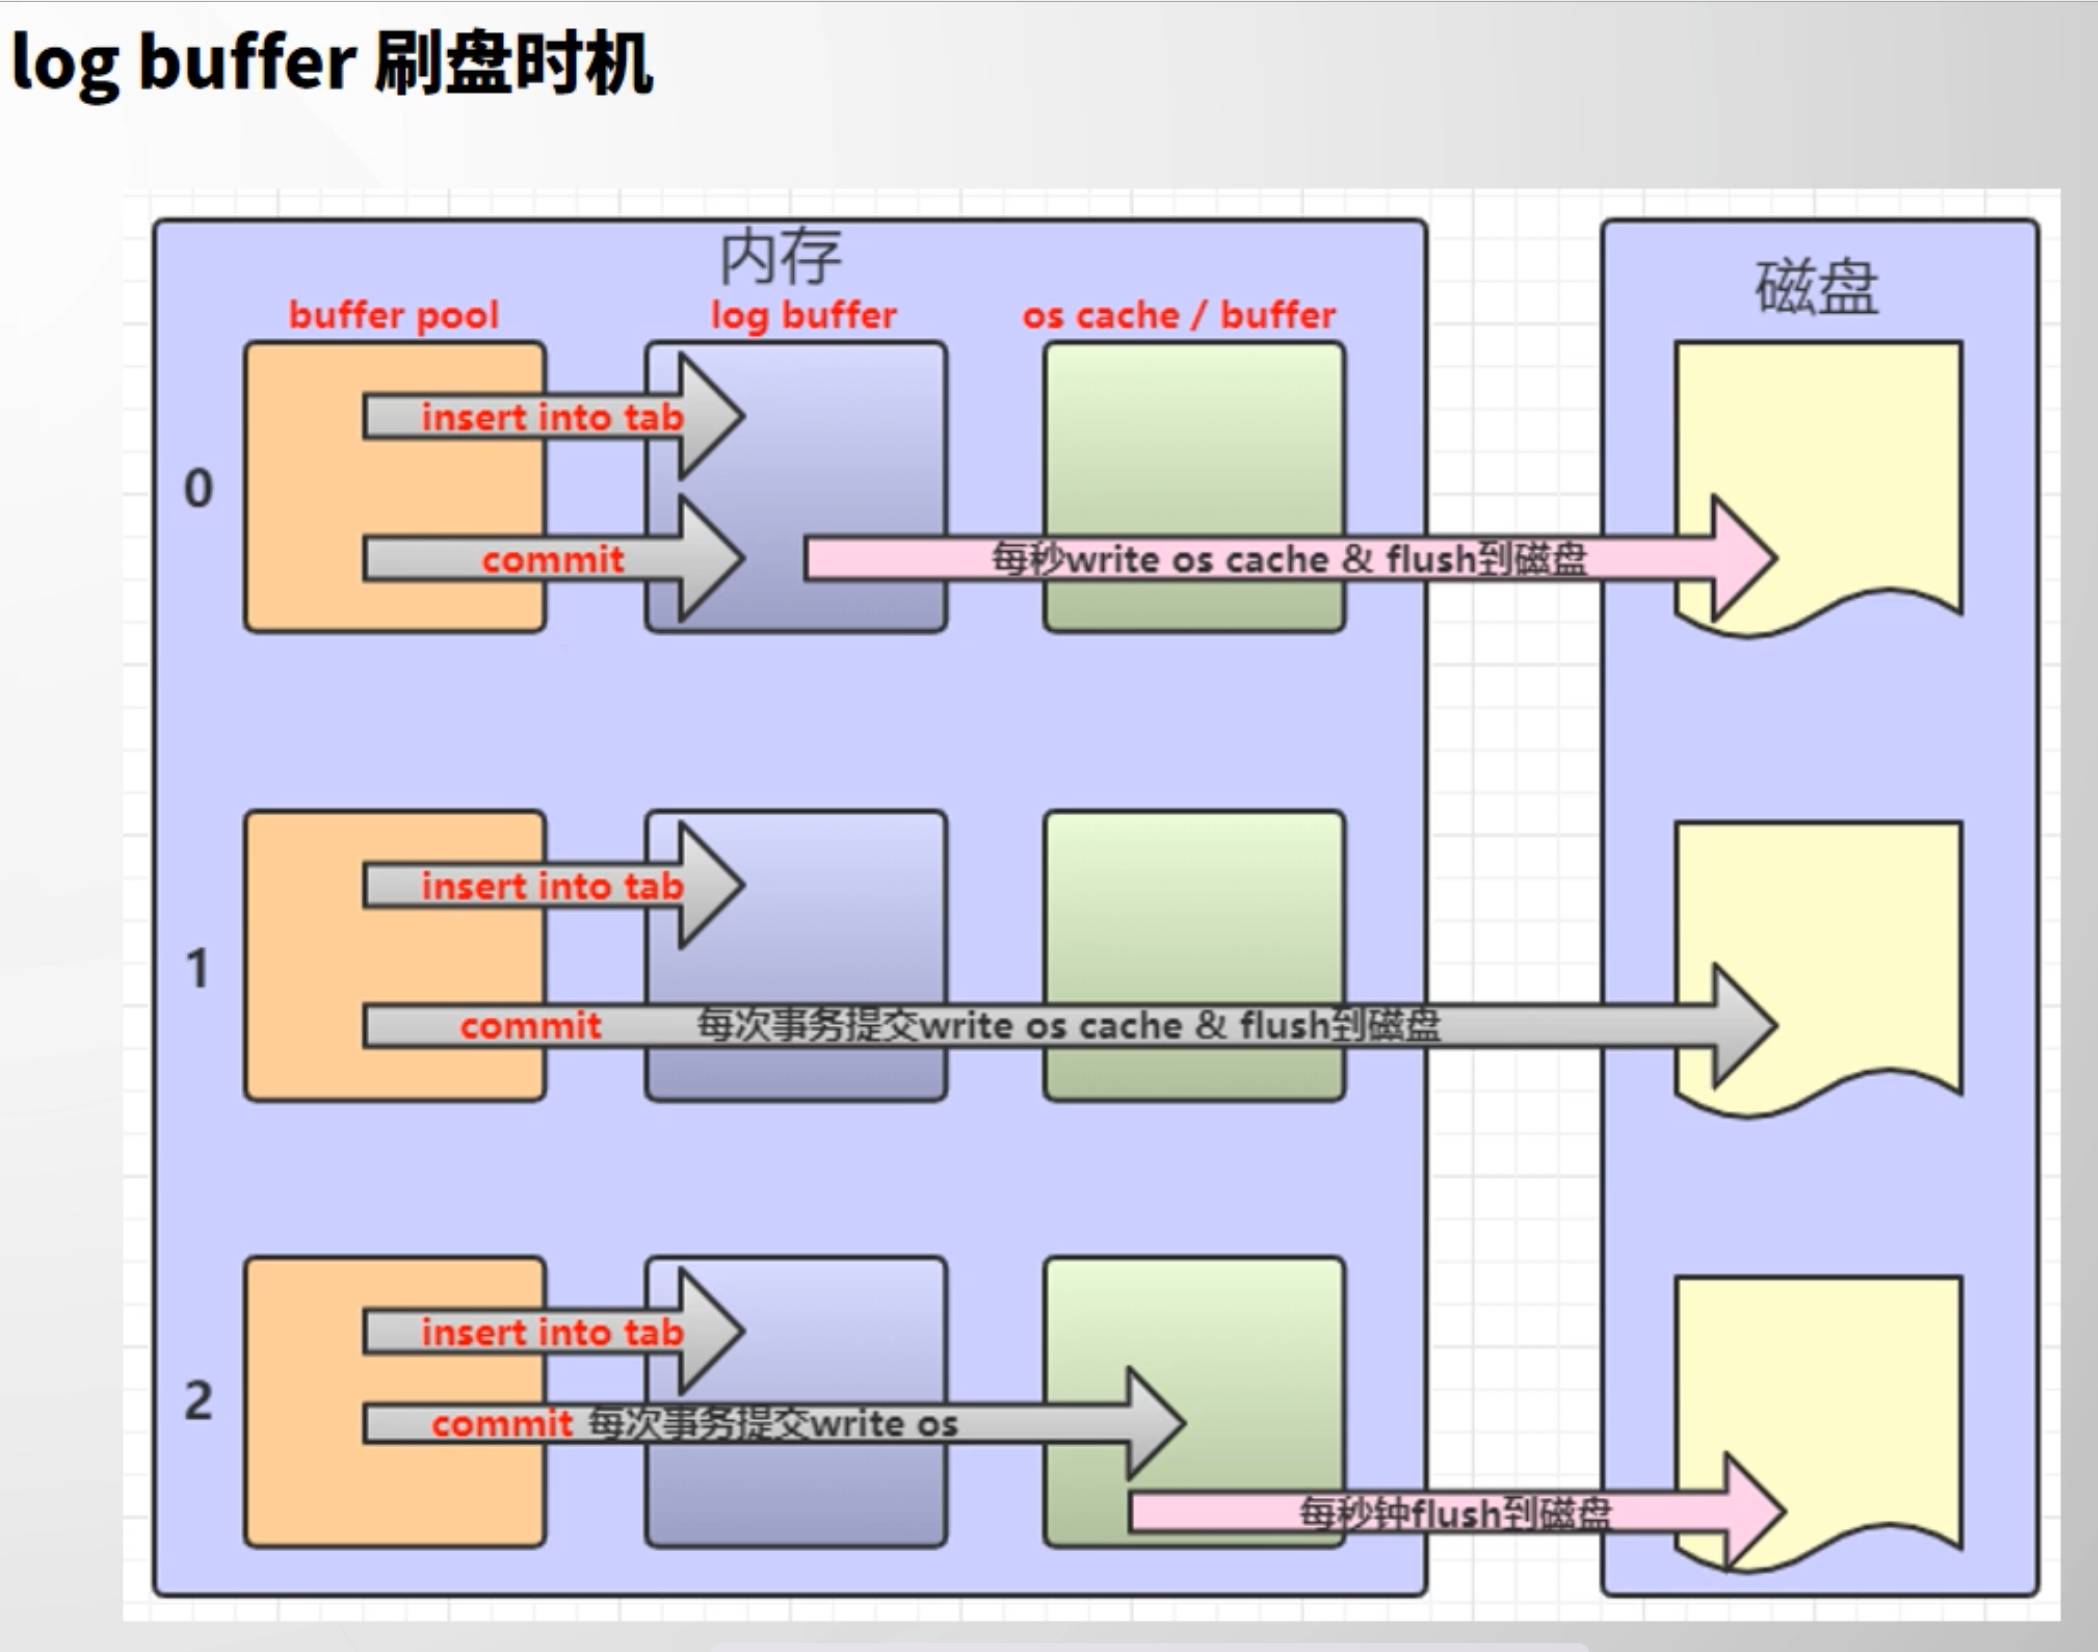 log buffer 刷盘时机
内存
磁盘
buffer pool
log buffer
os cache / buffer
0
insert into tab
commit
每秒write os cache & flush到磁盘
1
insert into tab
commit
每次事务提交write os cache & flush到磁盘
2
insert into tab
commit 每次事务提交write os
每秒钟flush到磁盘